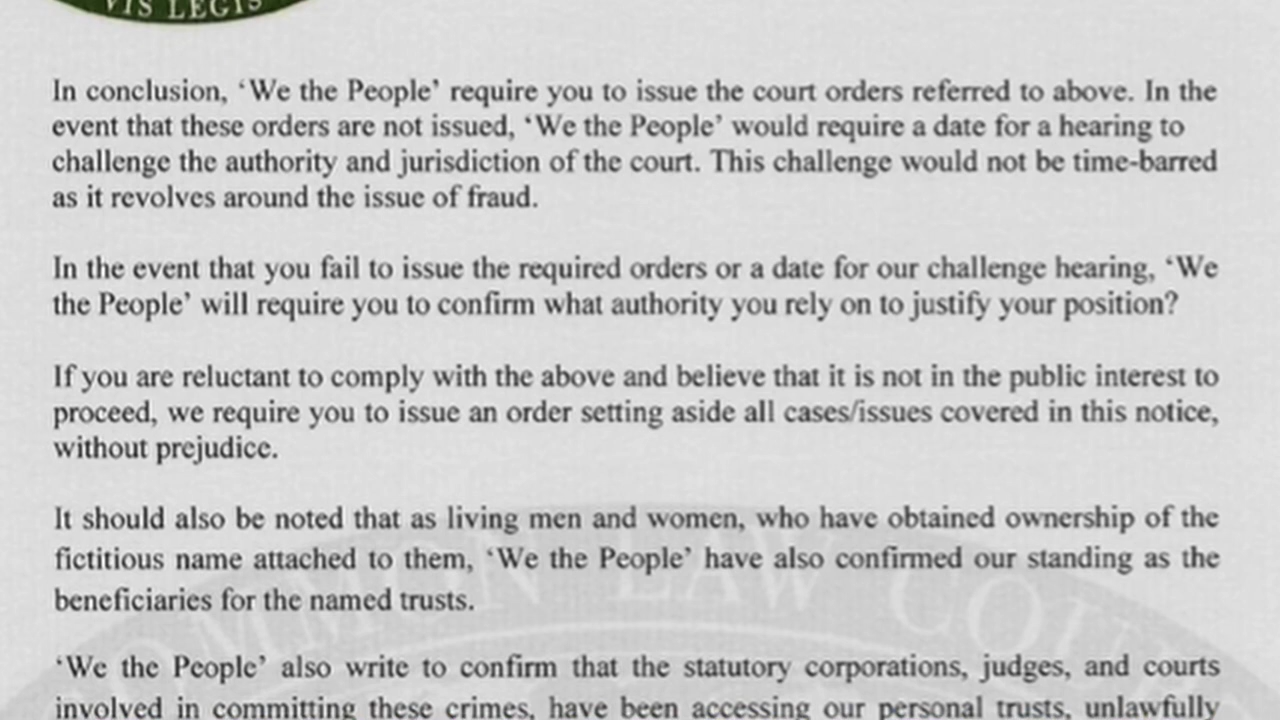 VIS LEGIS
In conclusion, ‘We the People’ require you to issue the court orders referred to above. In the
event that these orders are not issued, ‘We the People’ would require a date for a hearing to
challenge the authority and jurisdiction of the court. This challenge would not be time-barred
as it revolves around the issue of fraud.
In the event that you fail to issue the required orders or a date for our challenge hearing, ‘We
the People’ will require you to confirm what authority you rely on to justify your position?
If you are reluctant to comply with the above and believe that it is not in the public interest to
proceed, we require you to issue an order setting aside all cases/issues covered in this notice,
without prejudice.
It should also be noted that as living men and women, who have obtained ownership of the
fictitious name attached to them, ‘We the People’ have also confirmed our standing as the
beneficiaries for the named trusts.
COMMON LAW COURT
‘We the People’ also write to confirm that the statutory corporations, judges, and courts
involved in committing these crimes, have been accessing our personal trusts, unlawfully